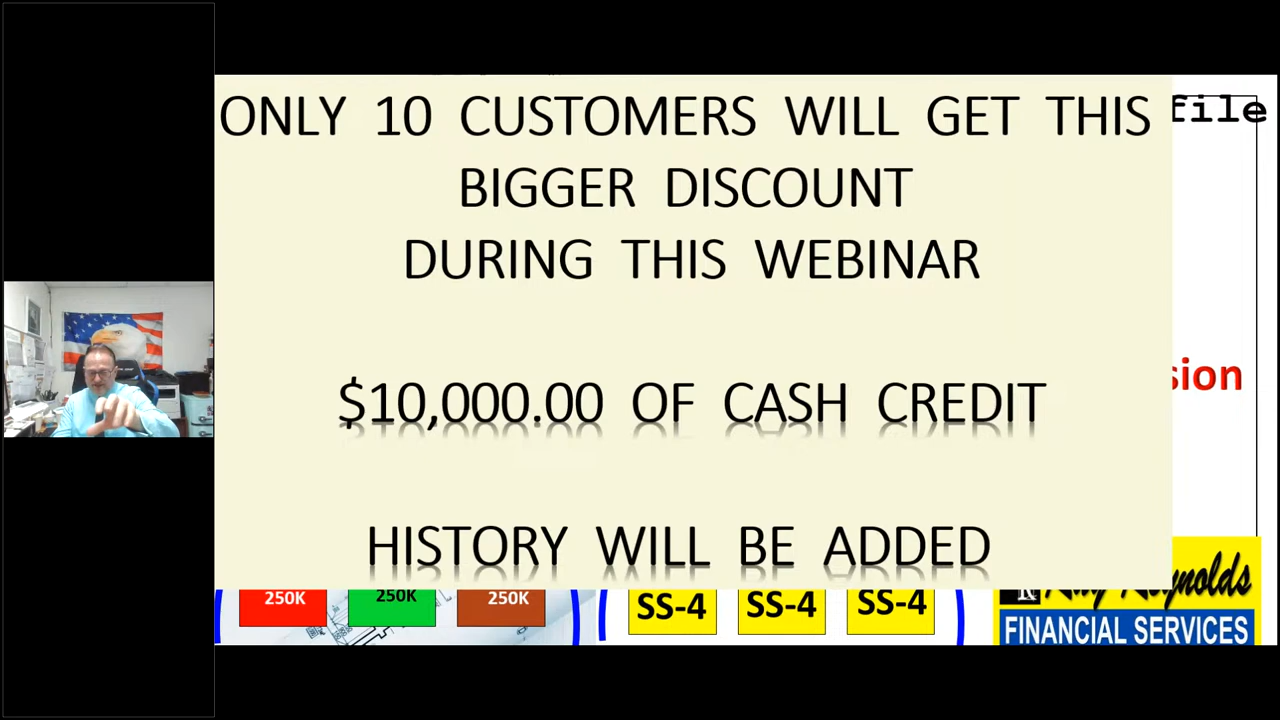 ONLY 10 CUSTOMERS WILL GET THIS
BIGGER DISCOUNT
DURING THIS WEBINAR
$10,000.00 OF CASH CREDIT
HISTORY WILL BE ADDED
file
sion
250K 250K 250K
SS-4 SS-4 SS-4
Reynolds
FINANCIAL SERVICES